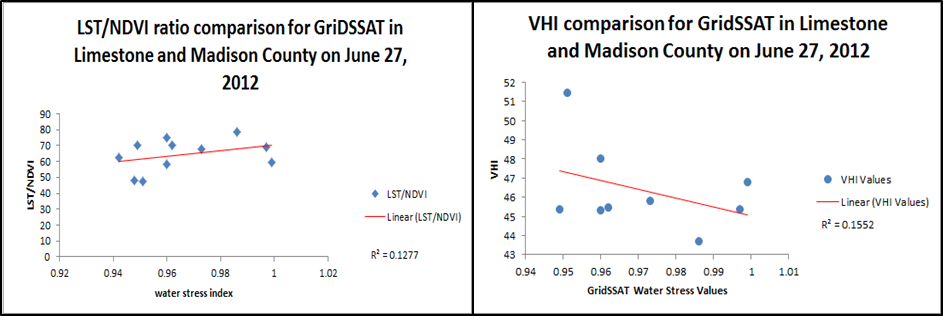 LST/NDVI ratio comparison for GriDSSAT in
Limestone and Madison County on June 27,
2012
90
80
70
60
50
40
30
20
10
0
LST/NDVI
0.92 0.94 0.96 0.98 1 1.02
water stress index
LST/NDVI
Linear (LST/NDVI)
R² = 0.1277
VHI comparison for GridSSAT in Limestone
and Madison County on June 27, 2012
52
51
50
49
48
47
46
45
44
43
VHI
0.94 0.95 0.96 0.97 0.98 0.99 1 1.01
GridSSAT Water Stress Values
VHI Values
Linear (VHI Values)
R² = 0.1552